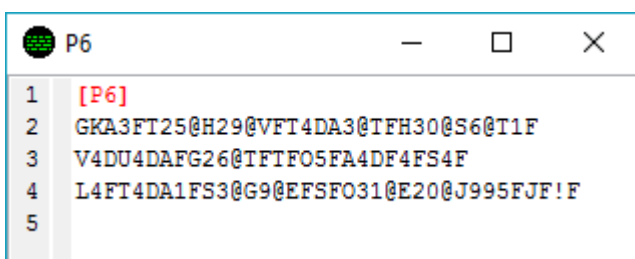 P6
1 [P6]
2 GKA3FT25@H29@VFT4DA3@TFH30@S6@T1F
3 V4DU4DAFG26@TFTFO5FA4DF4FS4F
4 L4FT4DA1FS3@G9@EFSFO31@E20@J995FJF!F
5